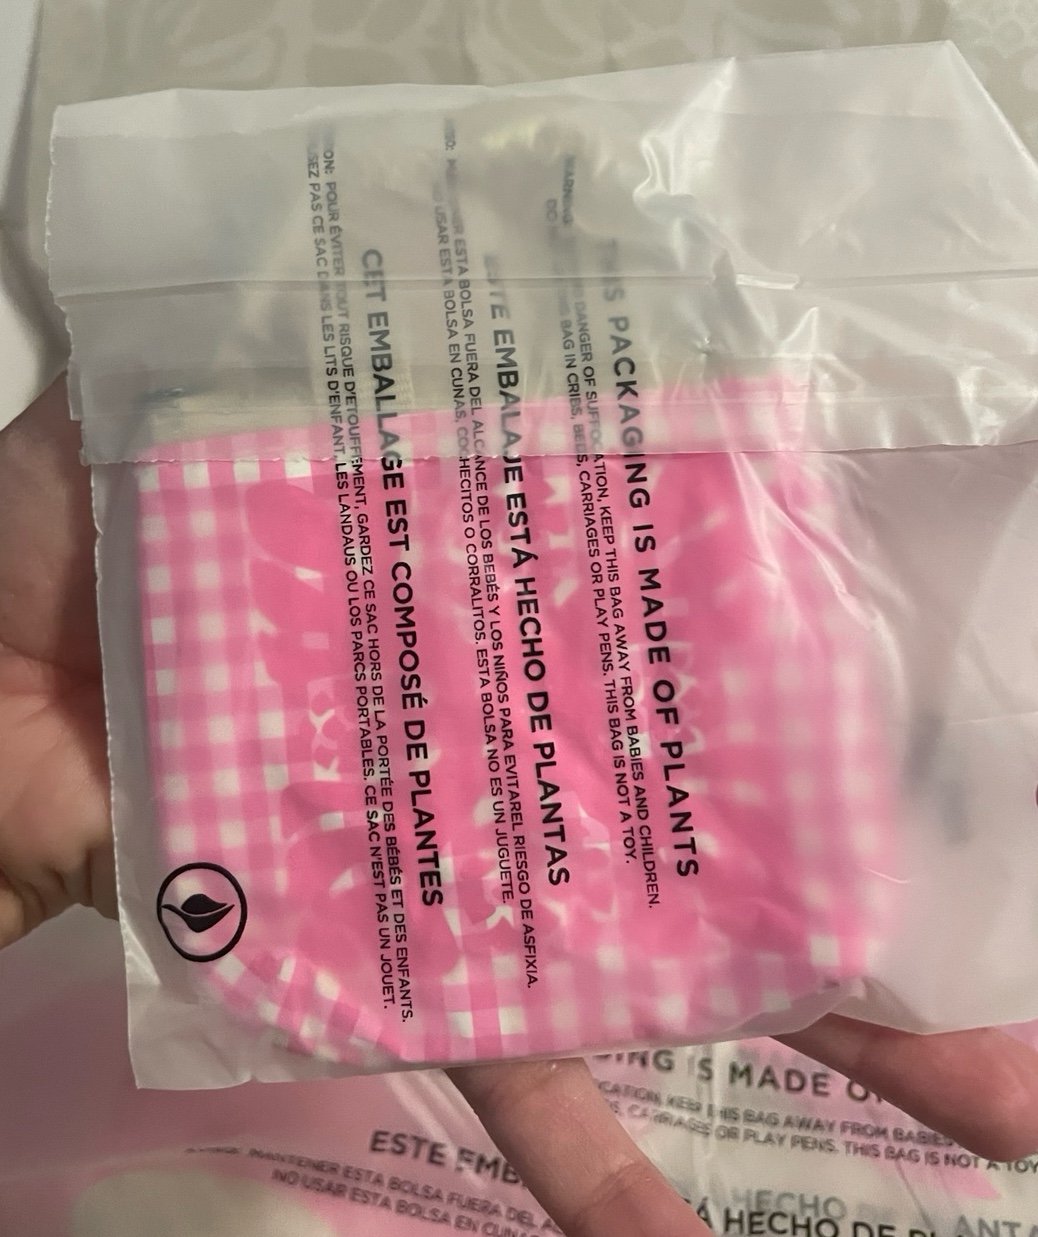 THIS PACKAGING IS MADE OF PLANTS
WARNING: DANGER OF SUFFOCATION, KEEP THIS BAG AWAY FROM BABIES AND CHILDREN.
DO BAG IN CRIBS, BEDS, CARRIAGES OR PLAY PENS. THIS BAG IS NOT A TOY.
ESTE EMBALAJE ESTÁ HECHO DE PLANTAS
ESTA BOLSA FUERA DEL ALCANCE DE LOS BEBÉS Y LOS NIÑOS PARA EVITAREL RIESGO DE ASFIXIA.
USAR ESTA BOLSA EN CUNAS, COCHECITOS O CORRALITOS. ESTA BOLSA NO ES UN JUGUETE.
CET EMBALLAGE EST COMPOSÉ DE PLANTES
POUR ÉVITER TOUT RISQUE D'ETOUFFEMENT, GARDEZ CE SAC HORS DE LA PORTÉE DES BÉBÉS ET DES ENFANTS.
PAS CE SAC DANS LES LITS D'ENFANT, LES LANDAUS OU LOS PARCS PORTABLES. CE SAC N'EST PAS UN JOUET.
IS MADE
KEEP THIS BAG AWAY FROM
OR PLAY PENS. THIS BAG IS NOT A TOY
ESTE
MANTENER ESTA BOLSA FUERA DEL
NO USAR ESTA BOLSA EN
HECHO
HECHO DE